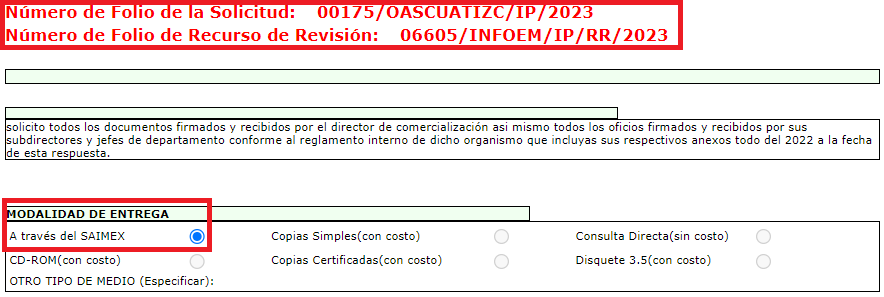 Número de Folio de la Solicitud: 00175/OASCUATIZC/IP/2023
Número de Folio de Recurso de Revisión: 06605/INFOEM/IP/RR/2023
solicito todos los documentos firmados y recibidos por el director de comercialización asi mismo todos los oficios firmados y recibidos por sus
subdirectores y jefes de departamento conforme al reglamento interno de dicho organismo que incluyas sus respectivos anexos todo del 2022 a la fecha
de esta respuesta.
MODALIDAD DE ENTREGA
A través del SAIMEX Copias Simples(con costo) Consulta Directa(sin costo)
CD-ROM(con costo) Copias Certificadas(con costo) Disquete 3.5(con costo)
OTRO TIPO DE MEDIO (Especificar):